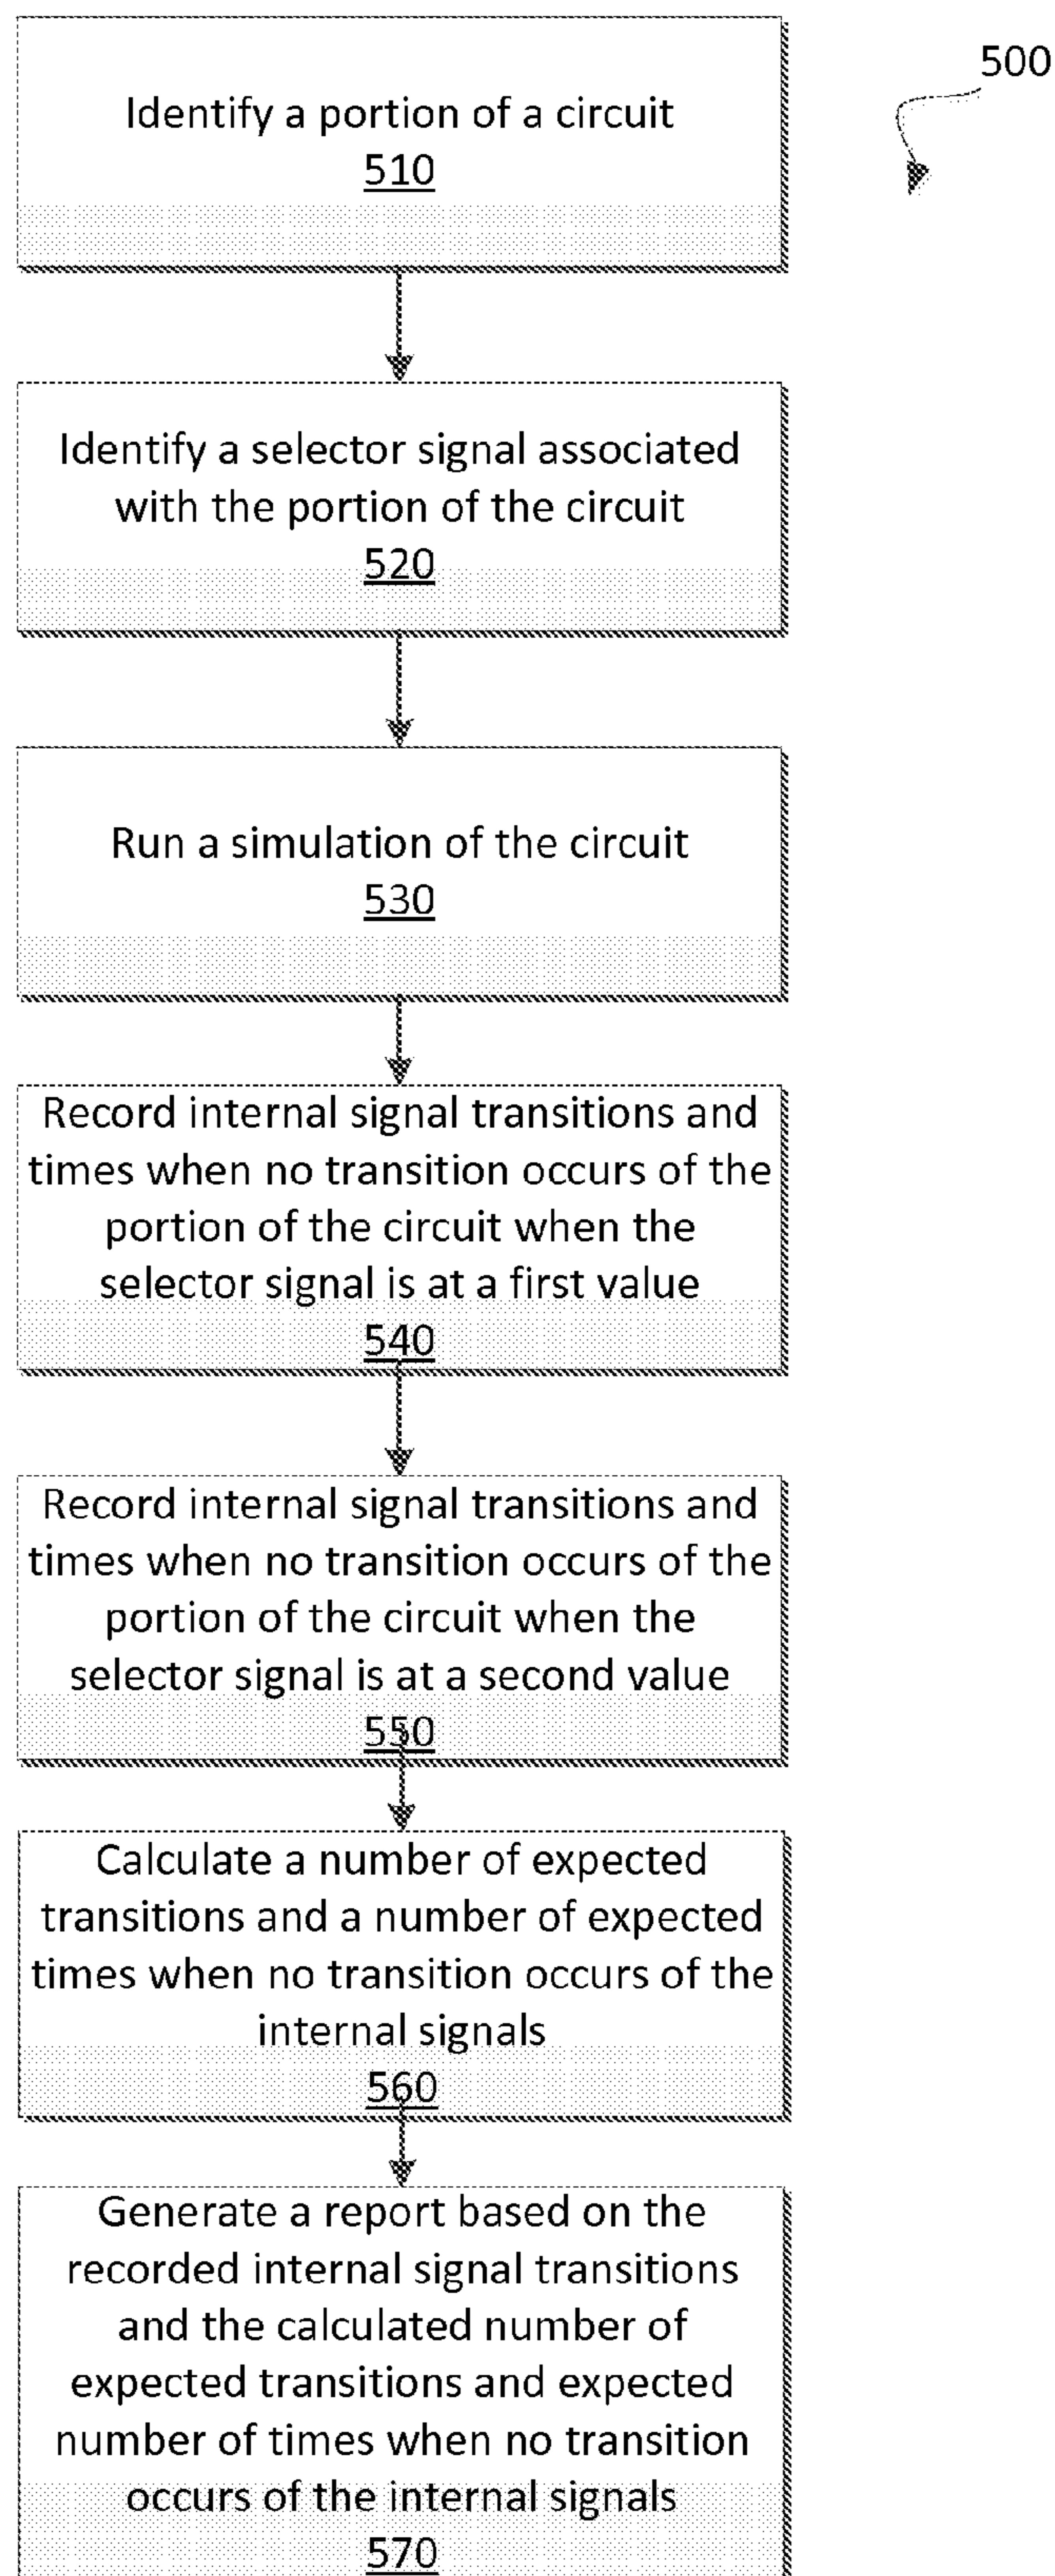 500
Identify a portion of a circuit
510
Identify a selector signal associated
with the portion of the circuit
520
Run a simulation of the circuit
530
Record internal signal transitions and
times when no transition occurs of the
portion of the circuit when the
selector signal is at a first value
540
Record internal signal transitions and
times when no transition occurs of the
portion of the circuit when the
selector signal is at a second value
550
Calculate a number of expected
transitions and a number of expected
times when no transition occurs of the
internal signals
560
Generate a report based on the
recorded internal signal transitions
and the calculated number of
expected transitions and expected
number of times when no transition
occurs of the internal signals
570